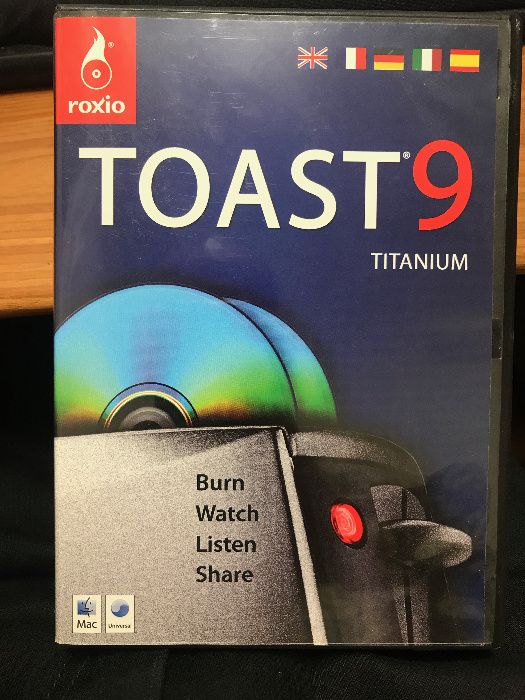 roxio
TOAST® 9
TITANIUM
Burn
Watch
Listen
Share
Mac
Universal